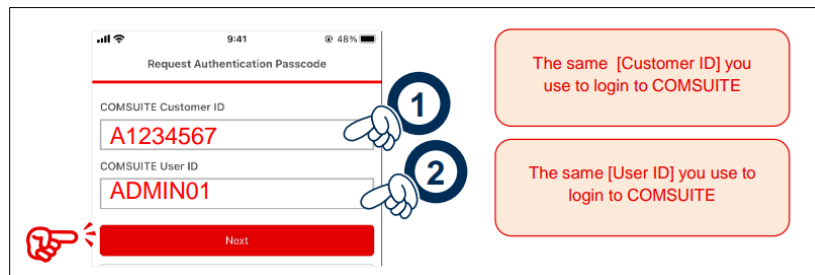 9:41
48%
Request Authentication Passcode
COMSUITE Customer ID
A1234567
1
COMSUITE User ID
ADMIN01
2
Next
The same [Customer ID] you
use to login to COMSUITE
The same [User ID] you use to
login to COMSUITE